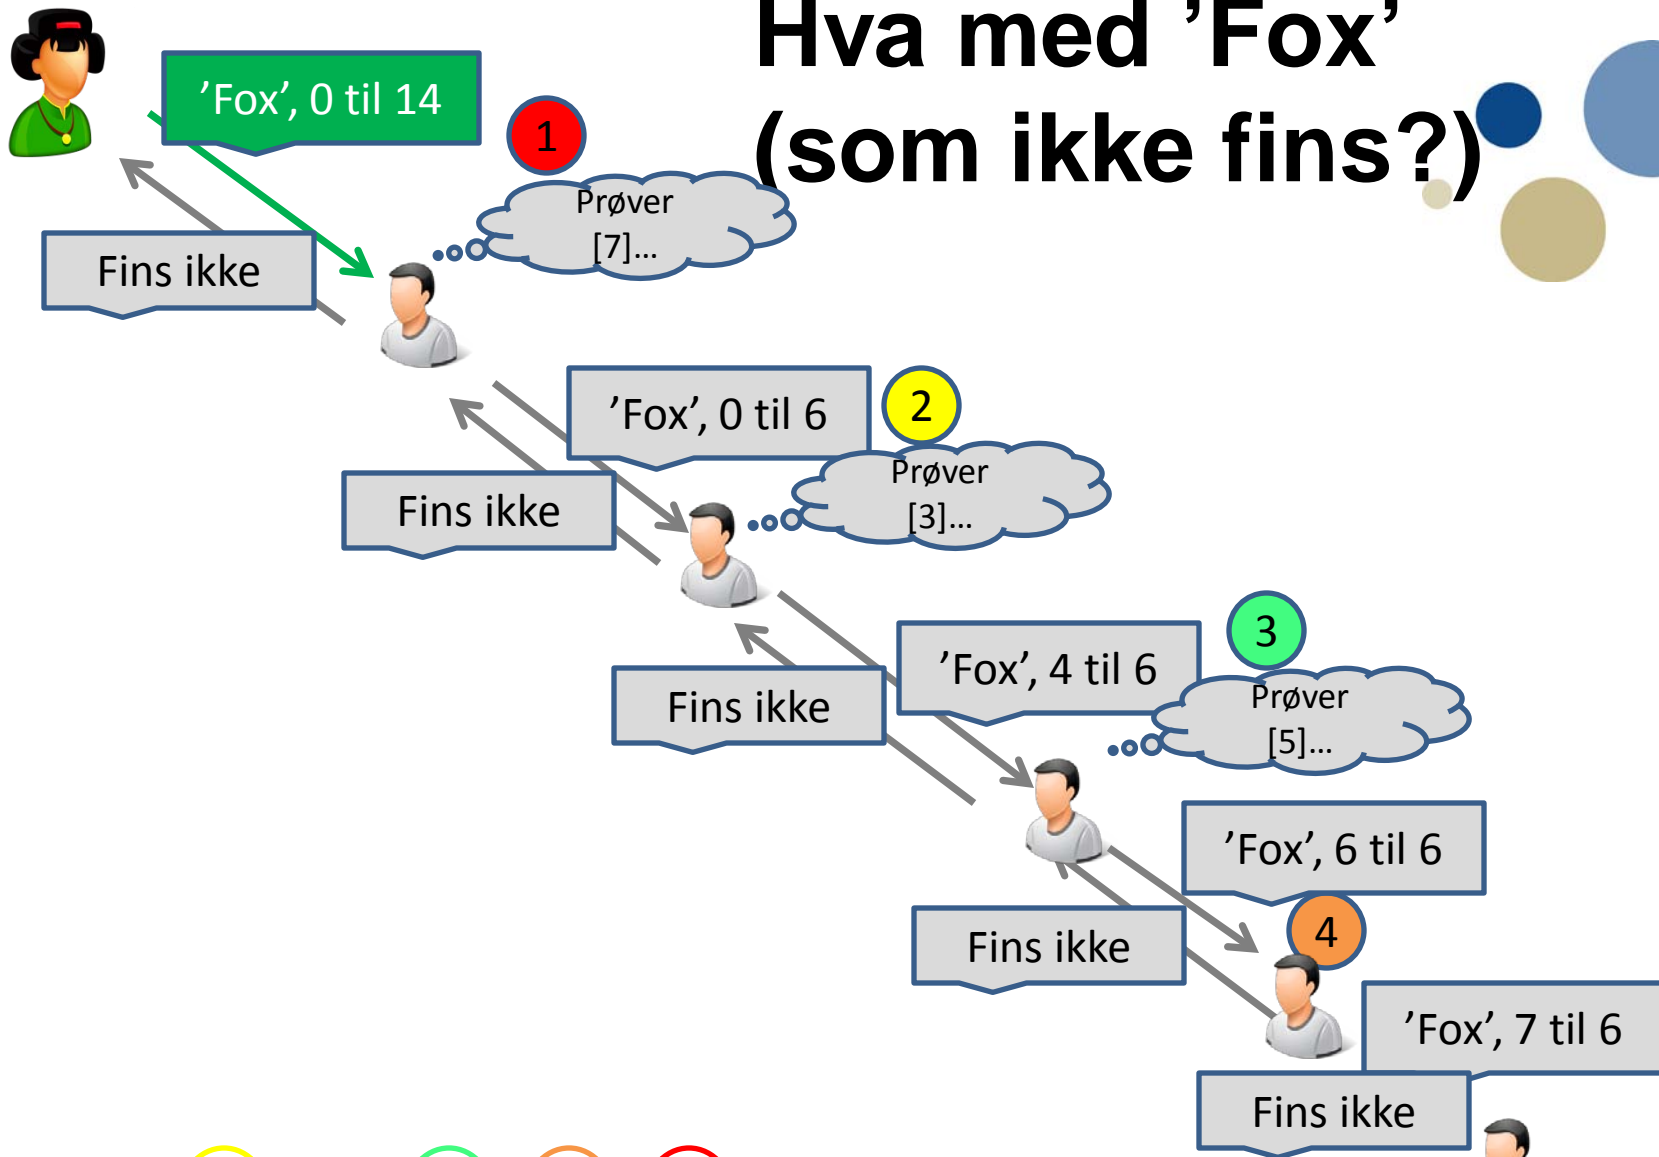 Hva med ’Fox’
(som ikke fins?)
’Fox’, 0 til 14
1
Prøver
[7]...
Fins ikke
’Fox’, 0 til 6
2
Prøver
[3]...
Fins ikke
’Fox’, 4 til 6
3
Prøver
[5]...
Fins ikke
’Fox’, 6 til 6
4
Fins ikke
’Fox’, 7 til 6
Fins ikke